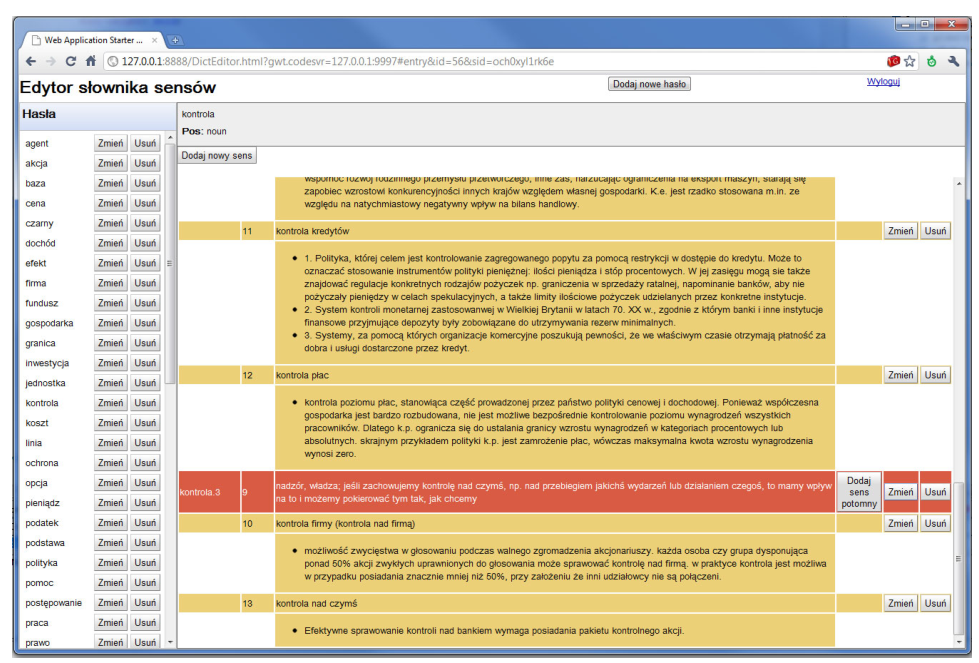 Web Application Starter ...
127.0.0.1:8888/DictEditor.html?gwt.codesvr=127.0.0.1:9997#entry&id=56&sid=och0xyl1rk6e
Edytor słownika sensów
Dodaj nowe hasło
Wyloguj
Hasła
agent Zmień Usuń
akcja Zmień Usuń
baza Zmień Usuń
cena Zmień Usuń
czarny Zmień Usuń
dochód Zmień Usuń
efekt Zmień Usuń
firma Zmień Usuń
fundusz Zmień Usuń
gospodarka Zmień Usuń
granica Zmień Usuń
inwestycja Zmień Usuń
jednostka Zmień Usuń
kontrola Zmień Usuń
koszt Zmień Usuń
linia Zmień Usuń
ochrona Zmień Usuń
opcja Zmień Usuń
pieniądz Zmień Usuń
podatek Zmień Usuń
podstawa Zmień Usuń
polityka Zmień Usuń
pomoc Zmień Usuń
postępowanie Zmień Usuń
praca Zmień Usuń
prawo Zmień Usuń
kontrola
Pos: noun
Dodaj nowy sens
wspomóc rozwój rodzinnego przemysłu przetwórczego, inne zaś, narzucając ograniczenia na eksport maszyn, starają się
zapobiec wzrostowi konkurencyjności innych krajów względem własnej gospodarki. K.e. jest rzadko stosowana m.in. ze
względu na natychmiastowy negatywny wpływ na bilans handlowy.
11 kontrola kredytów Zmień Usuń
• 1. Polityka, której celem jest kontrolowanie zagregowanego popytu za pomocą restrykcji w dostępie do kredytu. Może to
oznaczać stosowanie instrumentów polityki pieniężnej: ilości pieniądza i stóp procentowych. W jej zasięgu mogą sie także
znajdować regulacje konkretnych rodzajów pożyczek np. graniczenia w sprzedaży ratalnej, napominanie banków, aby nie
pożyczały pieniędzy w celach spekulacyjnych, a także limity ilościowe pożyczek udzielanych przez konkretne instytucje.
• 2. System kontroli monetarnej zastosowanwej w Wielkiej Brytanii w latach 70. XX w., zgodnie z którym banki i inne instytucje
finansowe przyjmujące depozyty były zobowiązane do utrzymywania rezerw minimalnych.
• 3. Systemy, za pomocą których organizacje komercyjne poszukują pewności, że we właściwym czasie otrzymają płatność za
dobra i usługi dostarczone przez kredyt.
12 kontrola płac Zmień Usuń
• kontrola poziomu płac, stanowiąca część prowadzonej przez państwo polityki cenowej i dochodowej. Ponieważ współczesna
gospodarka jest bardzo rozbudowana, nie jest możliwe bezpośrednie kontrolowanie poziomu wynagrodzeń wszystkich
pracowników. Dlatego k.p. ogranicza się do ustalania granicy wzrostu wynagrodzeń w kategoriach procentowych lub
absolutnych. skrajnym przykładem polityki k.p. jest zamrożenie płac, wówczas maksymalna kwota wzrostu wynagrodzenia
wynosi zero.
kontrola.3 9 nadzór, władza; jeśli zachowujemy kontrolę nad czymś, np. nad przebiegiem jakichś wydarzeń lub działaniem czegoś, to mamy wpływ
na to i możemy pokierować tym tak, jak chcemy
Dodaj
sens
potomny
Zmień Usuń
10 kontrola firmy (kontrola nad firmą) Zmień Usuń
• możliwość zwycięstwa w głosowaniu podczas walnego zgromadzenia akcjonariuszy. każda osoba czy grupa dysponująca
ponad 50% akcji zwykłych uprawnionych do głosowania może sprawować kontrolę nad firmą. w praktyce kontrola jest możliwa
w przypadku posiadania znacznie mniej niż 50%, przy założeniu że inni udziałowcy nie są połączeni.
13 kontrola nad czymś Zmień Usuń
• Efektywne sprawowanie kontroli nad bankiem wymaga posiadania pakietu kontrolnego akcji.